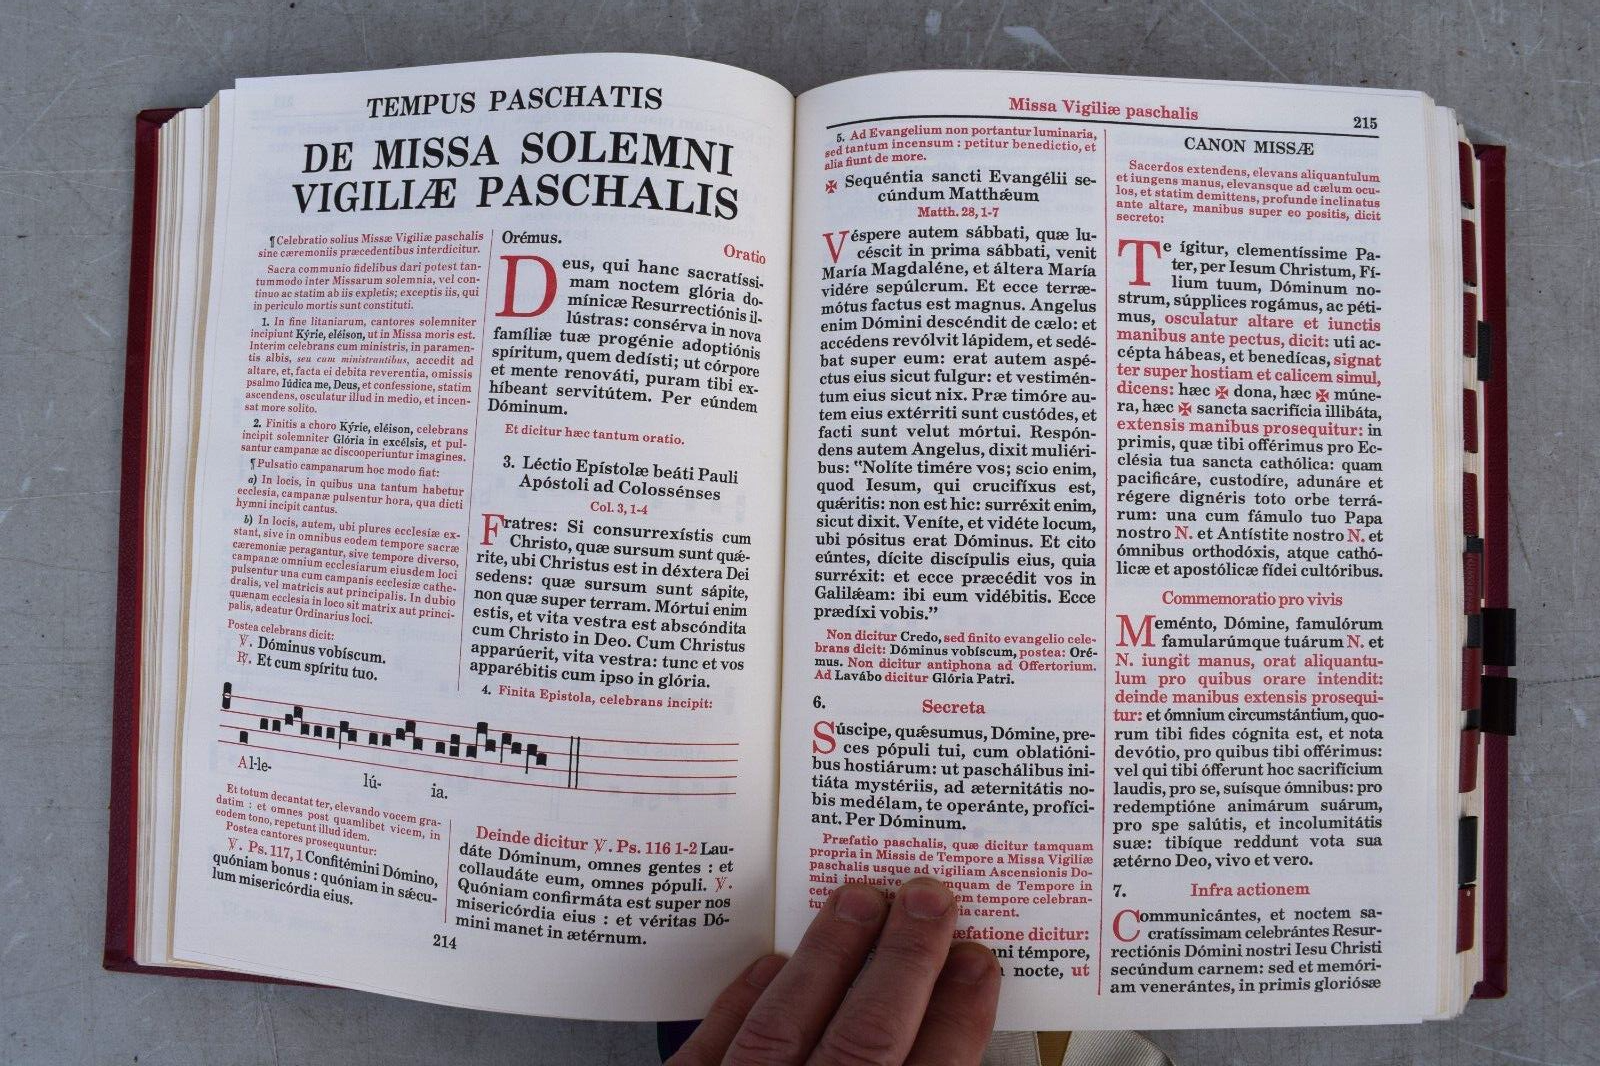 TEMPUS PASCHATIS
DE MISSA SOLEMNI
VIGILIÆ PASCHALIS
¶ Celebratio solius Missæ Vigiliæ paschalis
sine cæremoniis præcedentibus interdicitur.
Sacra communio fidelibus dari potest tan-
tummodo inter Missarum solemnia, vel con-
tinuo ac statim ab iis expletis; exceptis iis, qui
in periculo mortis sunt constituti.
1. In fine litaniarum, cantores solemniter
incipiunt Kýrie, eléison, ut in Missa moris est.
Interim celebrans cum ministris, in paramen-
tis albis, seu cum ministrantibus, accedit ad
altare, et, facta ei debita reverentia, omissis
psalmo Iúdica me, Deus, et confessione, statim
ascendens, osculatur illud in medio, et incen-
sat more solito.
2. Finitis a choro Kýrie, eléison, celebrans
incipit solemniter Glória in excélsis, et pul-
santur campanæ ac discooperiuntur imagines.
¶ Pulsatio campanarum hoc modo fiat:
a) In locis, in quibus una tantum habetur
ecclesia, campanæ pulsentur hora, qua dicti
hymni incipit cantus.
b) In locis, autem, ubi plures ecclesiæ ex-
stant, sive in omnibus eodem tempore sacræ
cæremoniæ peragantur, sive tempore diverso,
campanæ omnium ecclesiarum eiusdem loci
pulsentur una cum campanis ecclesiæ cathe-
dralis, vel matricis aut principalis. In dubio
quænam ecclesia in loco sit matrix aut princi-
palis, adeatur Ordinarius loci.
Postea celebrans dicit:
℣. Dóminus vobíscum.
℟. Et cum spíritu tuo.
Orémus.
Oratio
Deus, qui hanc sacratíssi-
mam noctem glória do-
mínicæ Resurrectiónis il-
lústras: consérva in nova
famíliæ tuæ progénie adoptiónis
spíritum, quem dedísti; ut córpore
et mente renováti, puram tibi ex-
híbeant servitútem. Per eúndem
Dóminum.
Et dicitur hæc tantum oratio.
3. Léctio Epístolæ beáti Pauli
Apóstoli ad Colossénses
Col. 3, 1-4
Fratres: Si consurrexístis cum
Christo, quæ sursum sunt quǽ-
rite, ubi Christus est in déxtera Dei
sedens: quæ sursum sunt sápite,
non quæ super terram. Mórtui enim
estis, et vita vestra est abscóndita
cum Christo in Deo. Cum Christus
apparúerit, vita vestra: tunc et vos
apparébitis cum ipso in glória.
4. Finita Epistola, celebrans incipit:
Al-le- lú- ia.
Et totum decantat ter, elevando vocem gra-
datim : et omnes post quamlibet vicem, in
eodem tono, repetunt illud idem.
Postea cantores prosequuntur:
℣. Ps. 117, 1 Confitémini Dómino,
quóniam bonus : quóniam in sǽcu-
lum misericórdia eius.
Deinde dicitur ℣. Ps. 116 1-2 Lau-
dáte Dóminum, omnes gentes : et
collaudáte eum, omnes pópuli. ℣.
Quóniam confirmáta est super nos
misericórdia eius : et véritas Dó-
mini manet in ætérnum.
214
Missa Vigiliæ paschalis
215
5. Ad Evangelium non portantur luminaria,
sed tantum incensum : petitur benedictio, et
alia fiunt de more.
✠ Sequéntia sancti Evangélii se-
cúndum Matthǽum
Matth. 28, 1-7
Véspere autem sábbati, quæ lu-
céscit in prima sábbati, venit
María Magdaléne, et áltera María
vidére sepúlcrum. Et ecce terræ-
mótus factus est magnus. Angelus
enim Dómini descéndit de cælo: et
accédens revólvit lápidem, et sedé-
bat super eum: erat autem aspé-
ctus eius sicut fulgur: et vestimén-
tum eius sicut nix. Præ timóre au-
tem eius extérriti sunt custódes, et
facti sunt velut mórtui. Respón-
dens autem Angelus, dixit muliéri-
bus: “Nolíte timére vos; scio enim,
quod Iesum, qui crucifíxus est,
quǽritis: non est hic: surréxit enim,
sicut dixit. Veníte, et vidéte locum,
ubi pósitus erat Dóminus. Et cito
eúntes, dícite discípulis eius, quia
surréxit: et ecce præcédit vos in
Galilǽam: ibi eum vidébitis. Ecce
prædíxi vobis.”
Non dicitur Credo, sed finito evangelio cele-
brans dicit: Dóminus vobíscum, postea: Oré-
mus. Non dicitur antiphona ad Offertorium.
Ad Lavábo dicitur Glória Patri.
6. Secreta
Súscipe, quǽsumus, Dómine, pre-
ces pópuli tui, cum oblatióni-
bus hostiárum: ut paschálibus ini-
tiáta mystériis, ad æternitátis no-
bis medélam, te operánte, profíci-
ant. Per Dóminum.
Præfatio paschalis, quæ dicitur tamquam
propria in Missis de Tempore a Missa Vigiliæ
paschalis usque ad vigiliam Ascensionis Do-
mini inclusive
mquam de Tempore in
cete
em tempore celebran-
tu
ia carent.
æfatione dicitur:
ni témpore,
nocte, ut
CANON MISSÆ
Sacerdos extendens, elevans aliquantulum
et iungens manus, elevansque ad cælum ocu-
los, et statim demittens, profunde inclinatus
ante altare, manibus super eo positis, dicit
secreto:
Te ígitur, clementíssime Pa-
ter, per Iesum Christum, Fí-
lium tuum, Dóminum no-
strum, súpplices rogámus, ac péti-
mus, osculatur altare et iunctis
manibus ante pectus, dicit: uti ac-
cépta hábeas, et benedícas, signat
ter super hostiam et calicem simul,
dicens: hæc ✠ dona, hæc ✠ múne-
ra, hæc ✠ sancta sacrifícia illibáta,
extensis manibus prosequitur: in
primis, quæ tibi offérimus pro Ec-
clésia tua sancta cathólica: quam
pacificáre, custodíre, adunáre et
régere dignéris toto orbe terrá-
rum: una cum fámulo tuo Papa
nostro N. et Antístite nostro N. et
ómnibus orthodóxis, atque cathó-
licæ et apostólicæ fídei cultóribus.
Commemoratio pro vivis
Meménto, Dómine, famulórum
famularúmque tuárum N. et
N. iungit manus, orat aliquantu-
lum pro quibus orare intendit:
deinde manibus extensis prosequi-
tur: et ómnium circumstántium, quo-
rum tibi fides cógnita est, et nota
devótio, pro quibus tibi offérimus:
vel qui tibi ófferunt hoc sacrifícium
laudis, pro se, suísque ómnibus: pro
redemptióne animárum suárum,
pro spe salútis, et incolumitátis
suæ: tibíque reddunt vota sua
ætérno Deo, vivo et vero.
7. Infra actionem
Communicántes, et noctem sa-
cratíssimam celebrántes Resur-
rectiónis Dómini nostri Iesu Christi
secúndum carnem: sed et memóri-
am venerántes, in primis gloriósæ